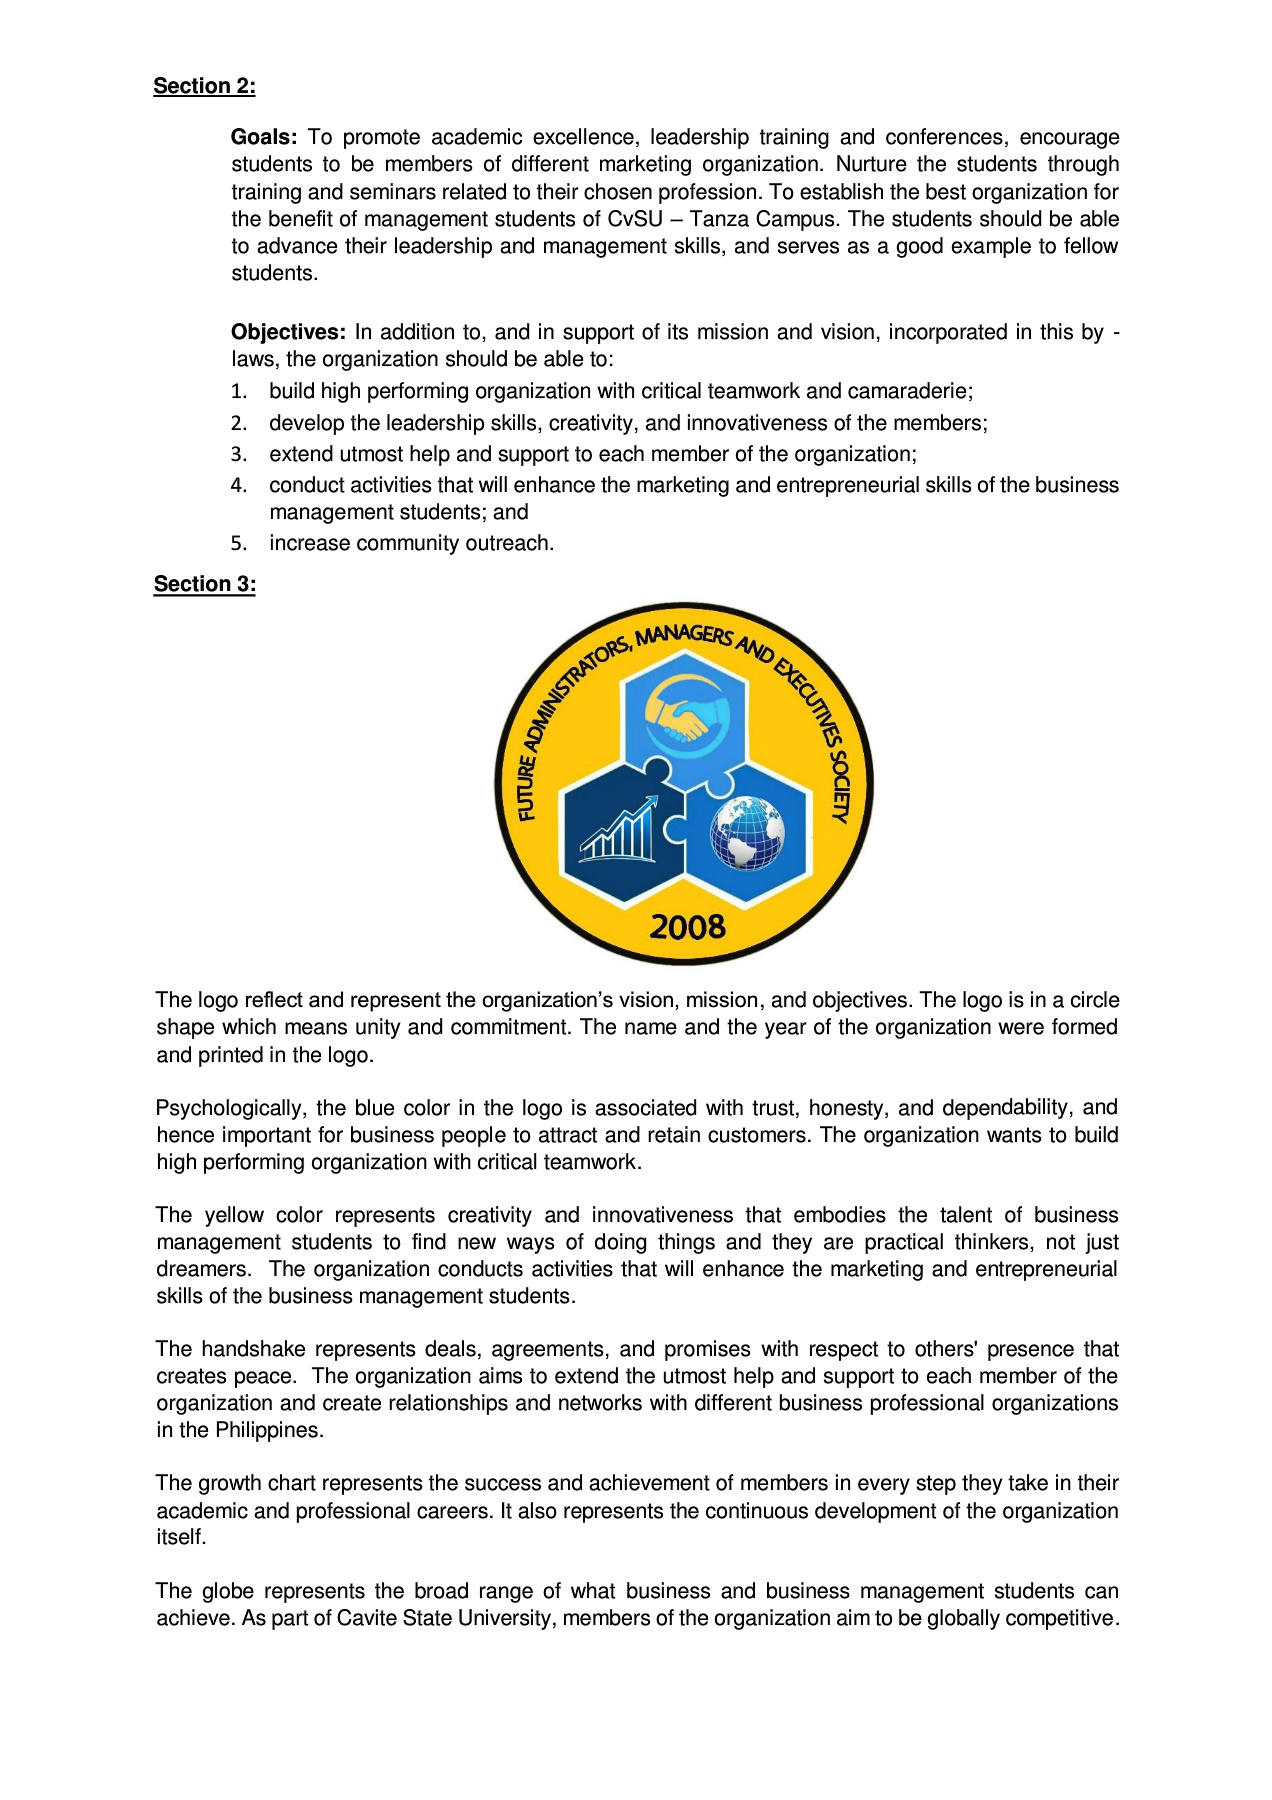 Section 2:
Goals: To promote academic excellence, leadership training and conferences, encourage
students to be members of different marketing organization. Nurture the students through
training and seminars related to their chosen profession. To establish the best organization for
the benefit of management students of CvSU – Tanza Campus. The students should be able
to advance their leadership and management skills, and serves as a good example to fellow
students.
Objectives: In addition to, and in support of its mission and vision, incorporated in this by -
laws, the organization should be able to:
1. build high performing organization with critical teamwork and camaraderie;
2. develop the leadership skills, creativity, and innovativeness of the members;
3. extend utmost help and support to each member of the organization;
4. conduct activities that will enhance the marketing and entrepreneurial skills of the business
management students; and
5. increase community outreach.
Section 3:
FUTURE ADMINISTRATORS, MANAGERS AND EXECUTIVES SOCIETY
2008
The logo reflect and represent the organization’s vision, mission, and objectives. The logo is in a circle
shape which means unity and commitment. The name and the year of the organization were formed
and printed in the logo.
Psychologically, the blue color in the logo is associated with trust, honesty, and dependability, and
hence important for business people to attract and retain customers. The organization wants to build
high performing organization with critical teamwork.
The yellow color represents creativity and innovativeness that embodies the talent of business
management students to find new ways of doing things and they are practical thinkers, not just
dreamers. The organization conducts activities that will enhance the marketing and entrepreneurial
skills of the business management students.
The handshake represents deals, agreements, and promises with respect to others' presence that
creates peace. The organization aims to extend the utmost help and support to each member of the
organization and create relationships and networks with different business professional organizations
in the Philippines.
The growth chart represents the success and achievement of members in every step they take in their
academic and professional careers. It also represents the continuous development of the organization
itself.
The globe represents the broad range of what business and business management students can
achieve. As part of Cavite State University, members of the organization aim to be globally competitive.